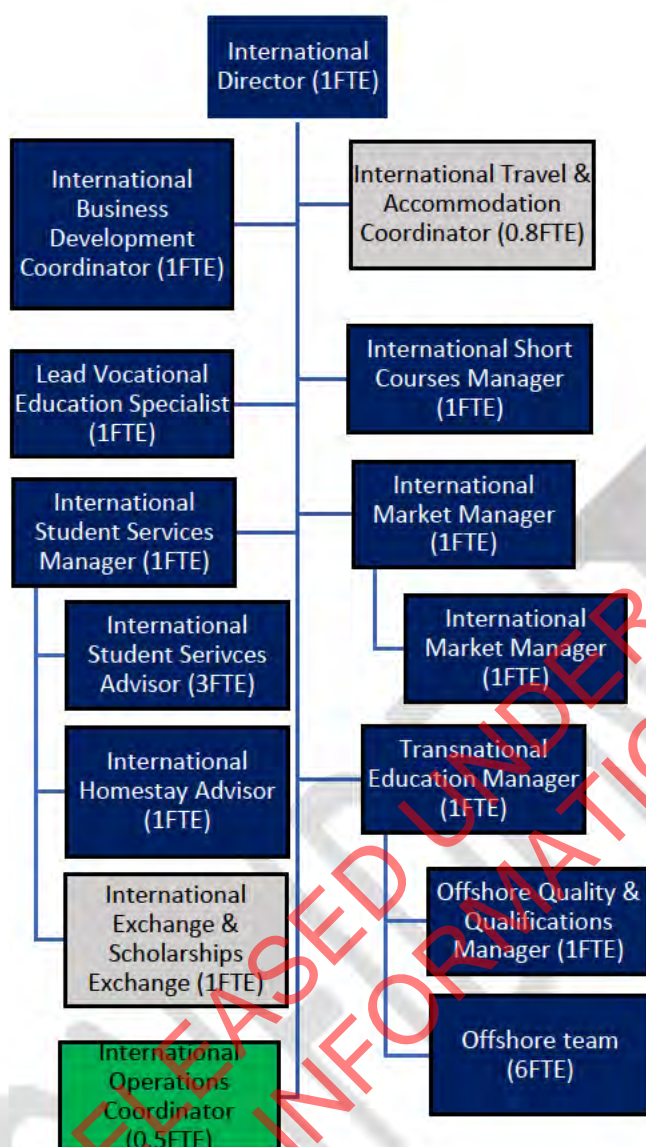 International
Director (1FTE)
International
Business
Development
Coordinator (1FTE)
International Travel &
Accommodation
Coordinator (0.8FTE)
Lead Vocational
Education Specialist
(1FTE)
International Short
Courses Manager
(1FTE)
International
Student Services
Manager (1FTE)
International
Market Manager
(1FTE)
International
Student Serivces
Advisor (3FTE)
International
Market Manager
(1FTE)
International
Homestay Advisor
(1FTE)
Transnational
Education Manager
(1FTE)
International
Exchange &
Scholarships
Exchange (1FTE)
Offshore Quality &
Qualifications
Manager (1FTE)
Offshore team
(6FTE)
International
Operations
Coordinator
(0.5FTE)
RELEASED UNDER
INFORMATIO